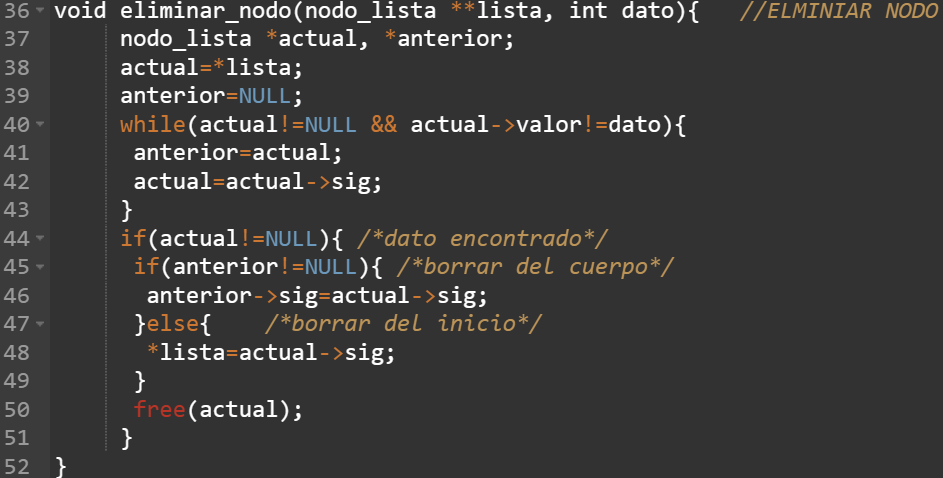 36 void eliminar_nodo(nodo_lista **lista, int dato){   //ELMINIAR NODO
37      nodo_lista *actual, *anterior;
38      actual=*lista;
39      anterior=NULL;
40      while(actual!=NULL && actual->valor!=dato){
41       anterior=actual;
42       actual=actual->sig;
43      }
44      if(actual!=NULL){ /*dato encontrado*/
45       if(anterior!=NULL){ /*borrar del cuerpo*/
46        anterior->sig=actual->sig;
47       }else{    /*borrar del inicio*/
48        *lista=actual->sig;
49       }
50       free(actual);
51      }
52 }